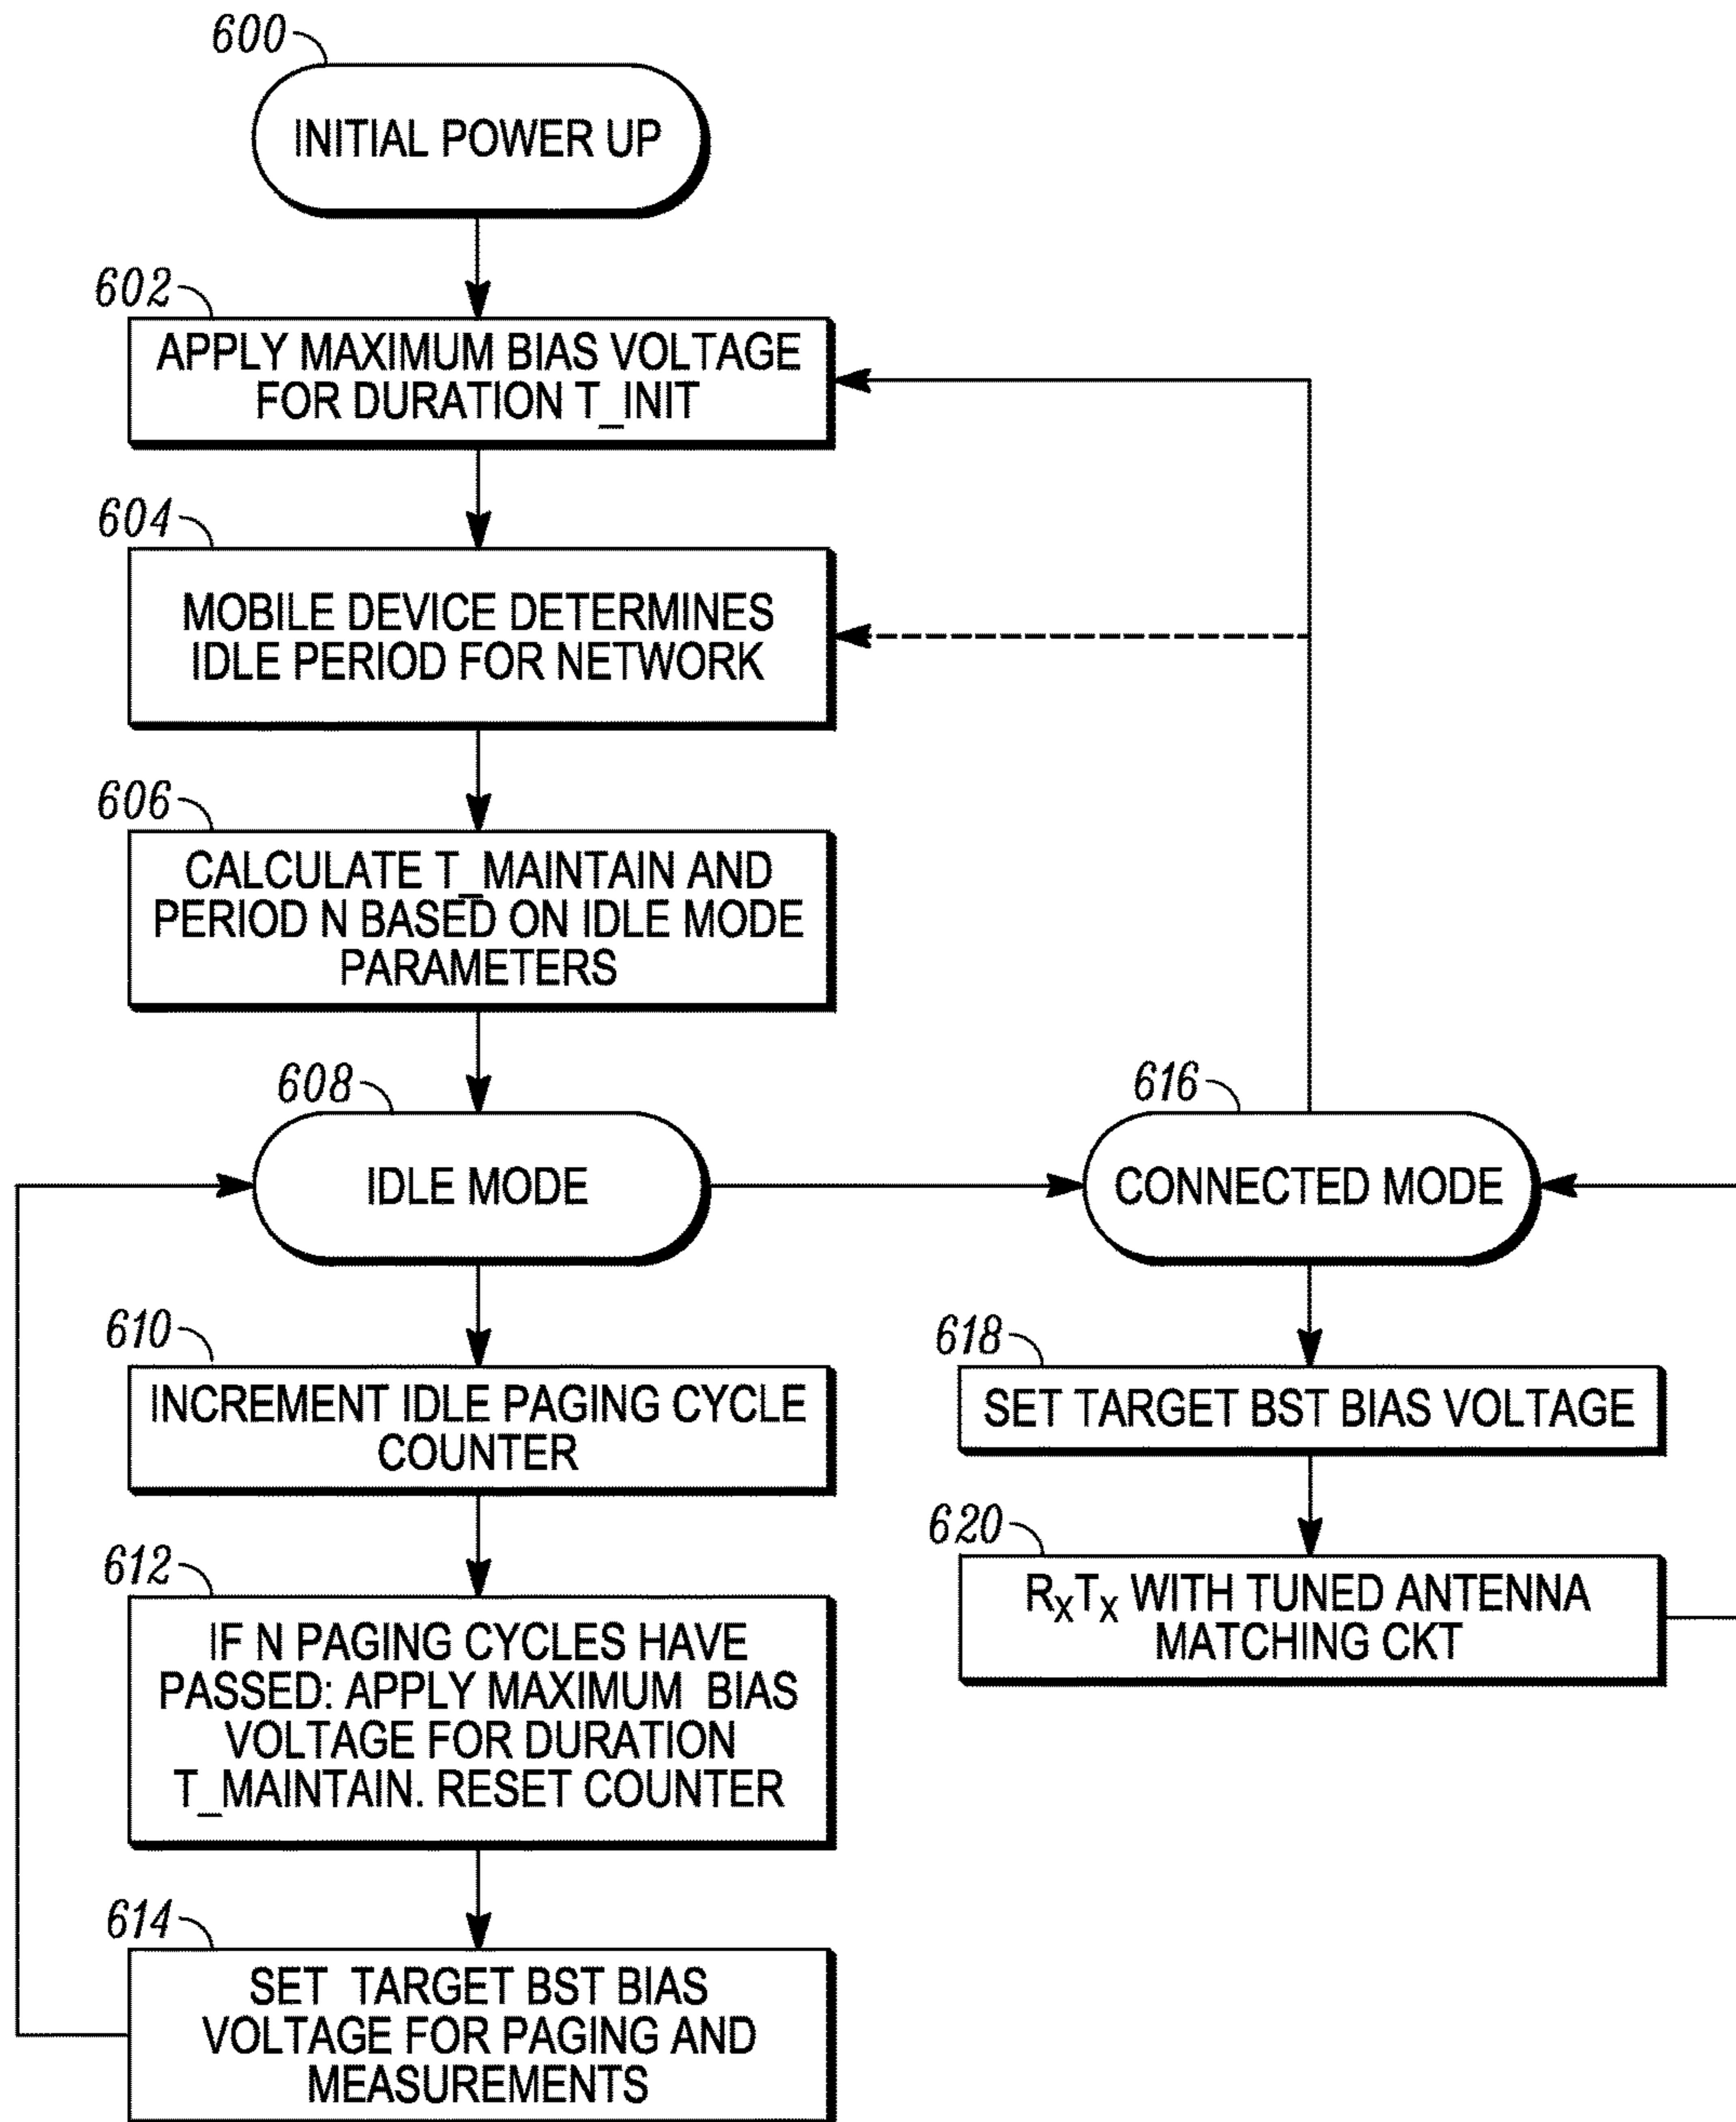 600
INITIAL POWER UP
602
APPLY MAXIMUM BIAS VOLTAGE
FOR DURATION T_INIT
604
MOBILE DEVICE DETERMINES
IDLE PERIOD FOR NETWORK
606
CALCULATE T_MAINTAIN AND
PERIOD N BASED ON IDLE MODE
PARAMETERS
608
IDLE MODE
616
CONNECTED MODE
610
INCREMENT IDLE PAGING CYCLE
COUNTER
618
SET TARGET BST BIAS VOLTAGE
612
IF N PAGING CYCLES HAVE
PASSED: APPLY MAXIMUM BIAS
VOLTAGE FOR DURATION
T_MAINTAIN. RESET COUNTER
620
RxTx WITH TUNED ANTENNA
MATCHING CKT
614
SET TARGET BST BIAS
VOLTAGE FOR PAGING AND
MEASUREMENTS